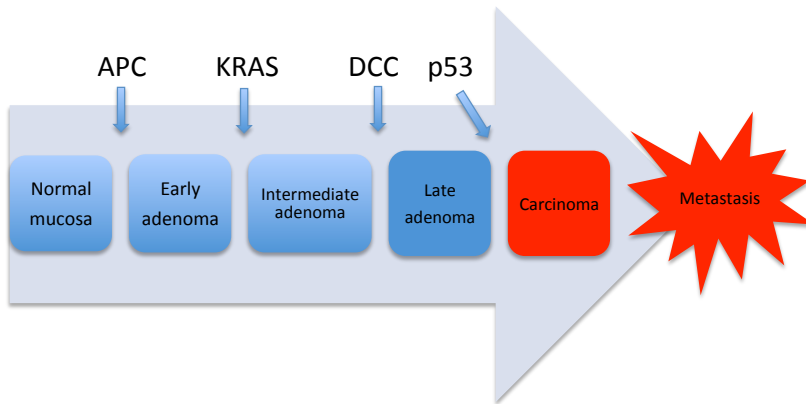 APC KRAS DCC p53
Normal
mucosa
Early
adenoma
Intermediate
adenoma
Late
adenoma
Carcinoma
Metastasis